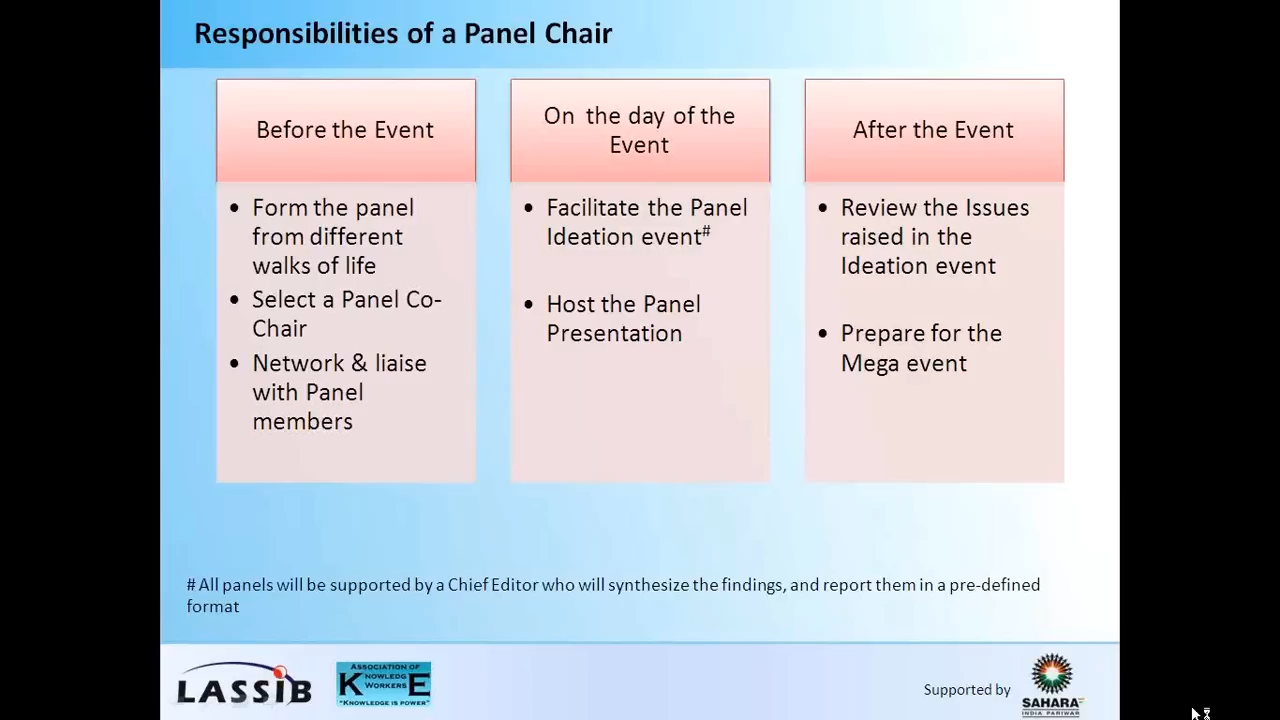 Responsibilities of a Panel Chair
Before the Event
• Form the panel
from different
walks of life
• Select a Panel Co-
Chair
• Network & liaise
with Panel
members
On the day of the
Event
• Facilitate the Panel
Ideation event#
• Host the Panel
Presentation
After the Event
• Review the Issues
raised in the
Ideation event
• Prepare for the
Mega event
# All panels will be supported by a Chief Editor who will synthesize the findings, and report them in a pre-defined
format
LASSIB
ASSOCIATION OF
KNOWLEDGE
WORKERS
"KNOWLEDGE IS POWER"
Supported by
SAHARA
INDIA PARIWAR